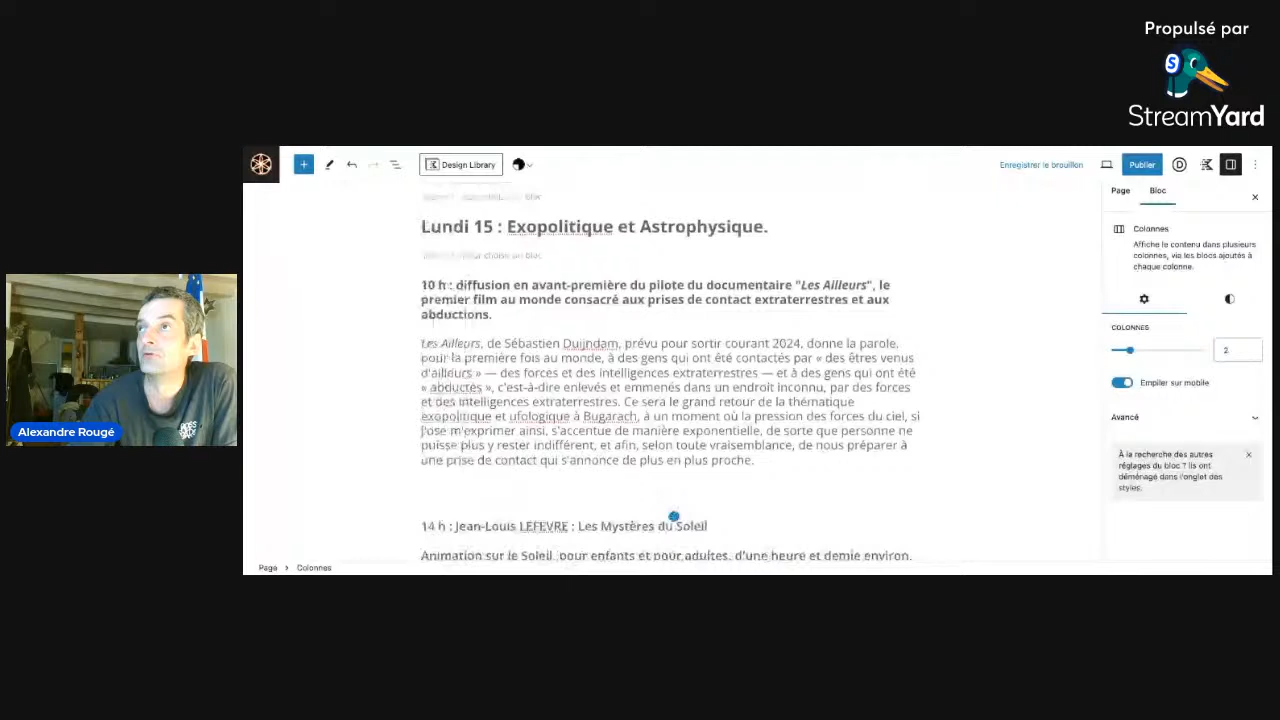 Propulsé par
StreamYard
Design Library
Enregistrer le brouillon
Publier
Page
Bloc
Lundi 15 : Exopolitique et Astrophysique.
choisir un bloc
10 h : diffusion en avant-première du pilote du documentaire "Les Ailleurs", le
premier film au monde consacré aux prises de contact extraterrestres et aux
abductions.
Les Ailleurs, de Sébastien Duijndam, prévu pour sortir courant 2024, donne la parole,
pour la première fois au monde, à des gens qui ont été contactés par « des êtres venus
d'ailleurs » — des forces et des intelligences extraterrestres — et à des gens qui ont été
« abductés », c'est-à-dire enlevés et emmenés dans un endroit inconnu, par des forces
et des intelligences extraterrestres. Ce sera le grand retour de la thématique
exopolitique et ufologique à Bugarach, à un moment où la pression des forces du ciel, si
j'ose m'exprimer ainsi, s'accentue de manière exponentielle, de sorte que personne ne
puisse plus y rester indifférent, et afin, selon toute vraisemblance, de nous préparer à
une prise de contact qui s'annonce de plus en plus proche.
14 h : Jean-Louis LEFEVRE : Les Mystères du Soleil
Animation sur le Soleil, pour enfants et pour adultes, d'une heure et demie environ.
Colonnes
Affiche le contenu dans plusieurs
colonnes, via les blocs ajoutés à
chaque colonne.
COLONNES
2
Empiler sur mobile
Avancé
À la recherche des autres
réglages du bloc ? Ils ont
déménagé dans l'onglet des
styles.
Page > Colonnes
Alexandre Rougé